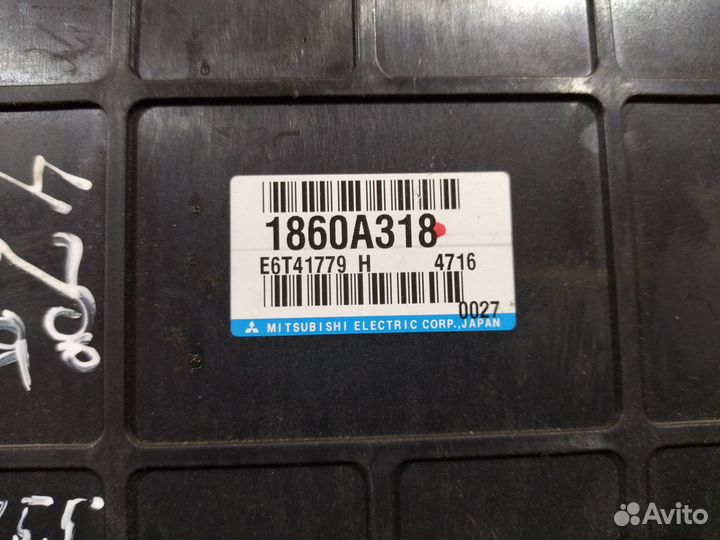 1860A318
E6T41779 H 4716
0027
MITSUBISHI ELECTRIC CORP.,JAPAN
Avito